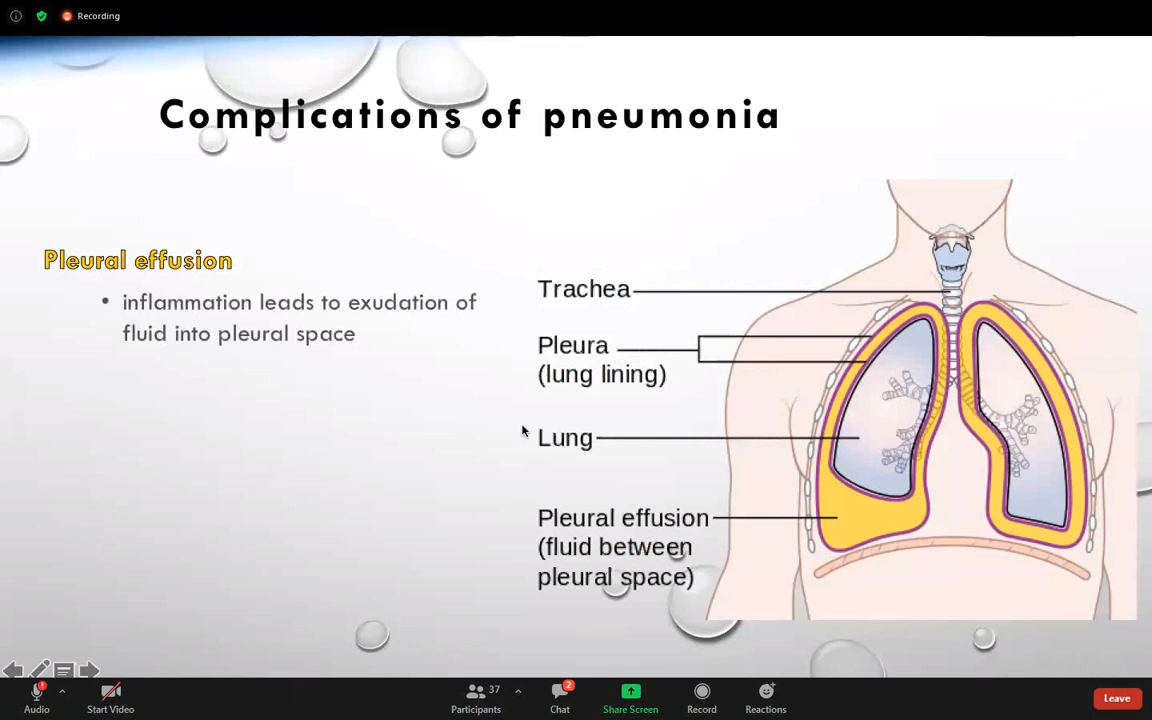 Recording
Complications of pneumonia
Pleural effusion
• inflammation leads to exudation of
fluid into pleural space
Trachea
Pleura
(lung lining)
Lung
Pleural effusion
(fluid between
pleural space)
Audio
Start Video
37
Participants
2
Chat
Share Screen
Record
Reactions
Leave